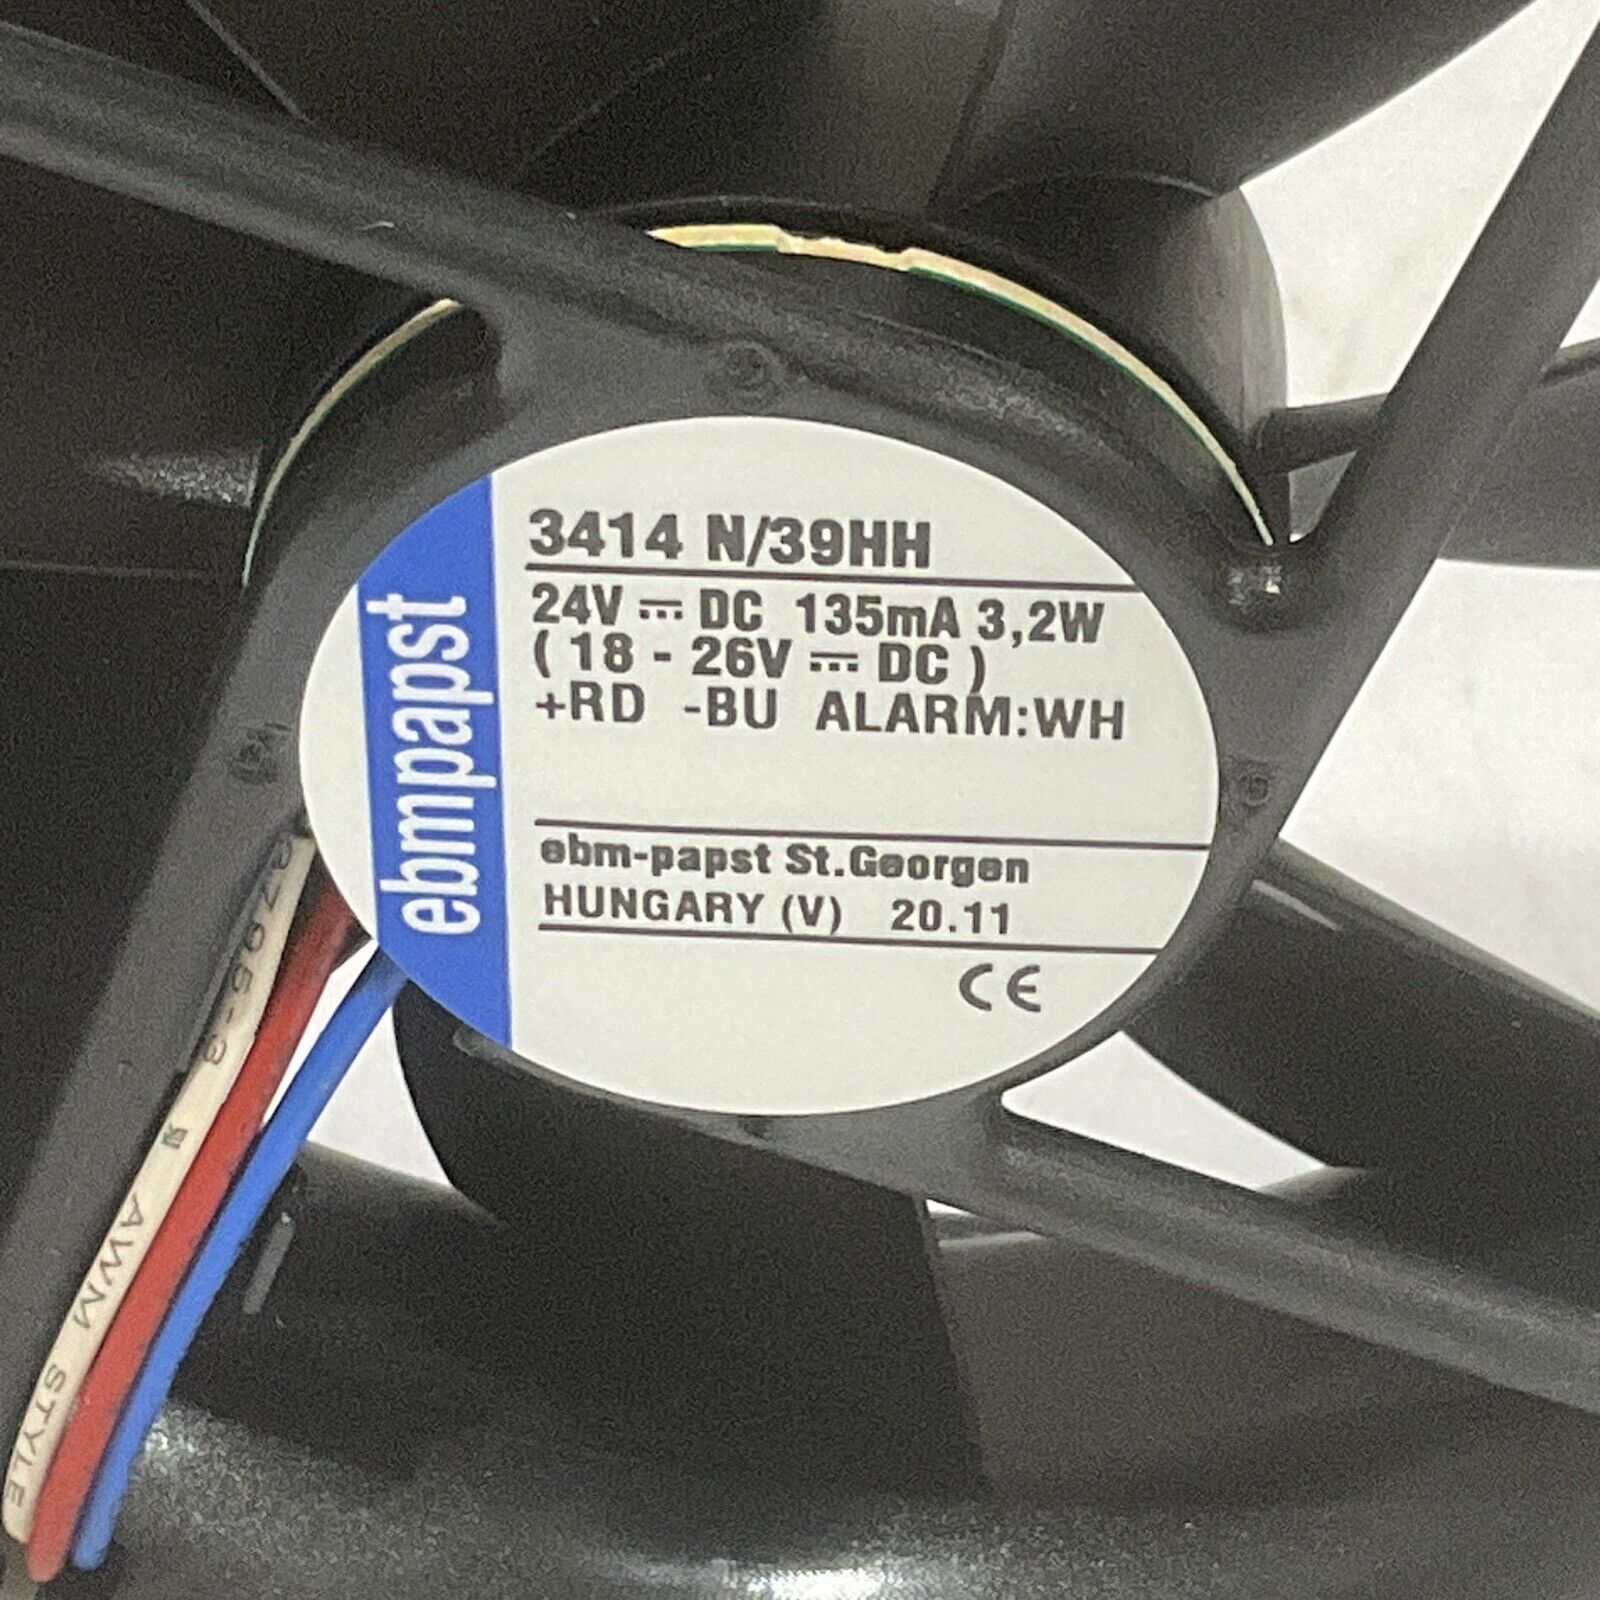 3414 N/39HH
24V ⎓ DC 135mA 3,2W
( 18 - 26V ⎓ DC )
+RD -BU ALARM:WH
ebmpapst
ebm-papst St.Georgen
HUNGARY (V) 20.11
CE
AWM STYLE